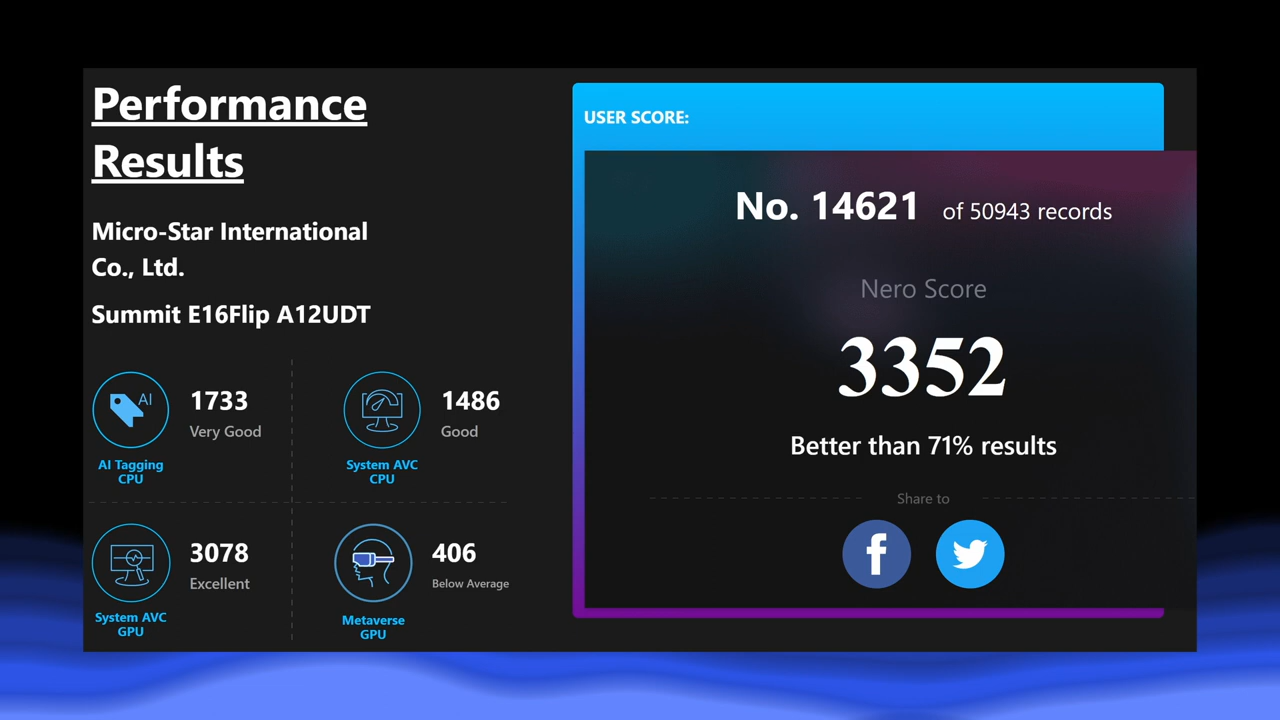 Performance
Results
Micro-Star International
Co., Ltd.
Summit E16Flip A12UDT
AI
1733
Very Good
AI Tagging
CPU
1486
Good
System AVC
CPU
3078
Excellent
System AVC
GPU
406
Below Average
Metaverse
GPU
USER SCORE:
No. 14621 of 50943 records
Nero Score
3352
Better than 71% results
Share to